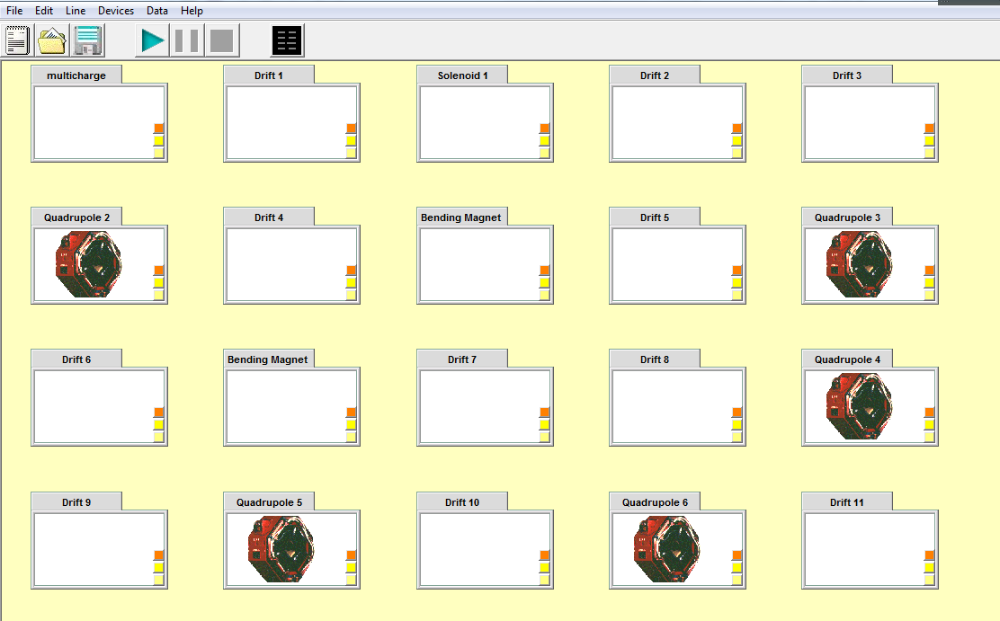 File Edit Line Devices Data Help
multicharge Drift 1 Solenoid 1 Drift 2 Drift 3
Quadrupole 2 Drift 4 Bending Magnet Drift 5 Quadrupole 3
Drift 6 Bending Magnet Drift 7 Drift 8 Quadrupole 4
Drift 9 Quadrupole 5 Drift 10 Quadrupole 6 Drift 11